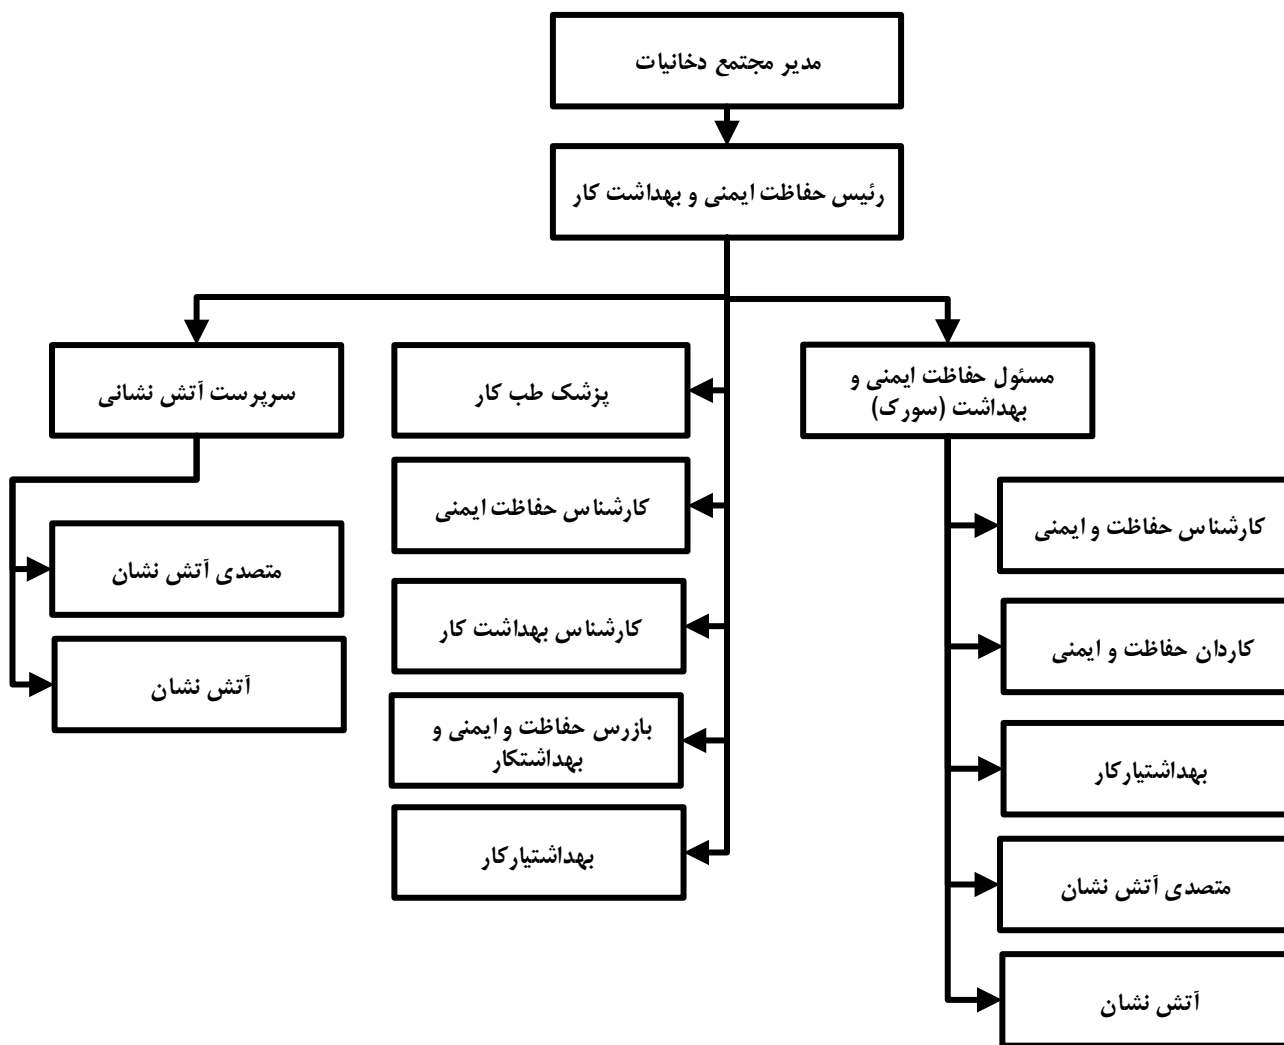 مدیر مجتمع دخانیات
رئیس حفاظت ایمنی و بهداشت کار
مسئول حفاظت ایمنی و
بهداشت (سورک)
کارشناس حفاظت و ایمنی
کاردان حفاظت و ایمنی
بهداشتیارکار
متصدی آتش نشان
آتش نشان
پزشک طب کار
کارشناس حفاظت ایمنی
کارشناس بهداشت کار
بازرس حفاظت و ایمنی و
بهداشتکار
بهداشتیارکار
سرپرست آتش نشانی
متصدی آتش نشان
آتش نشان